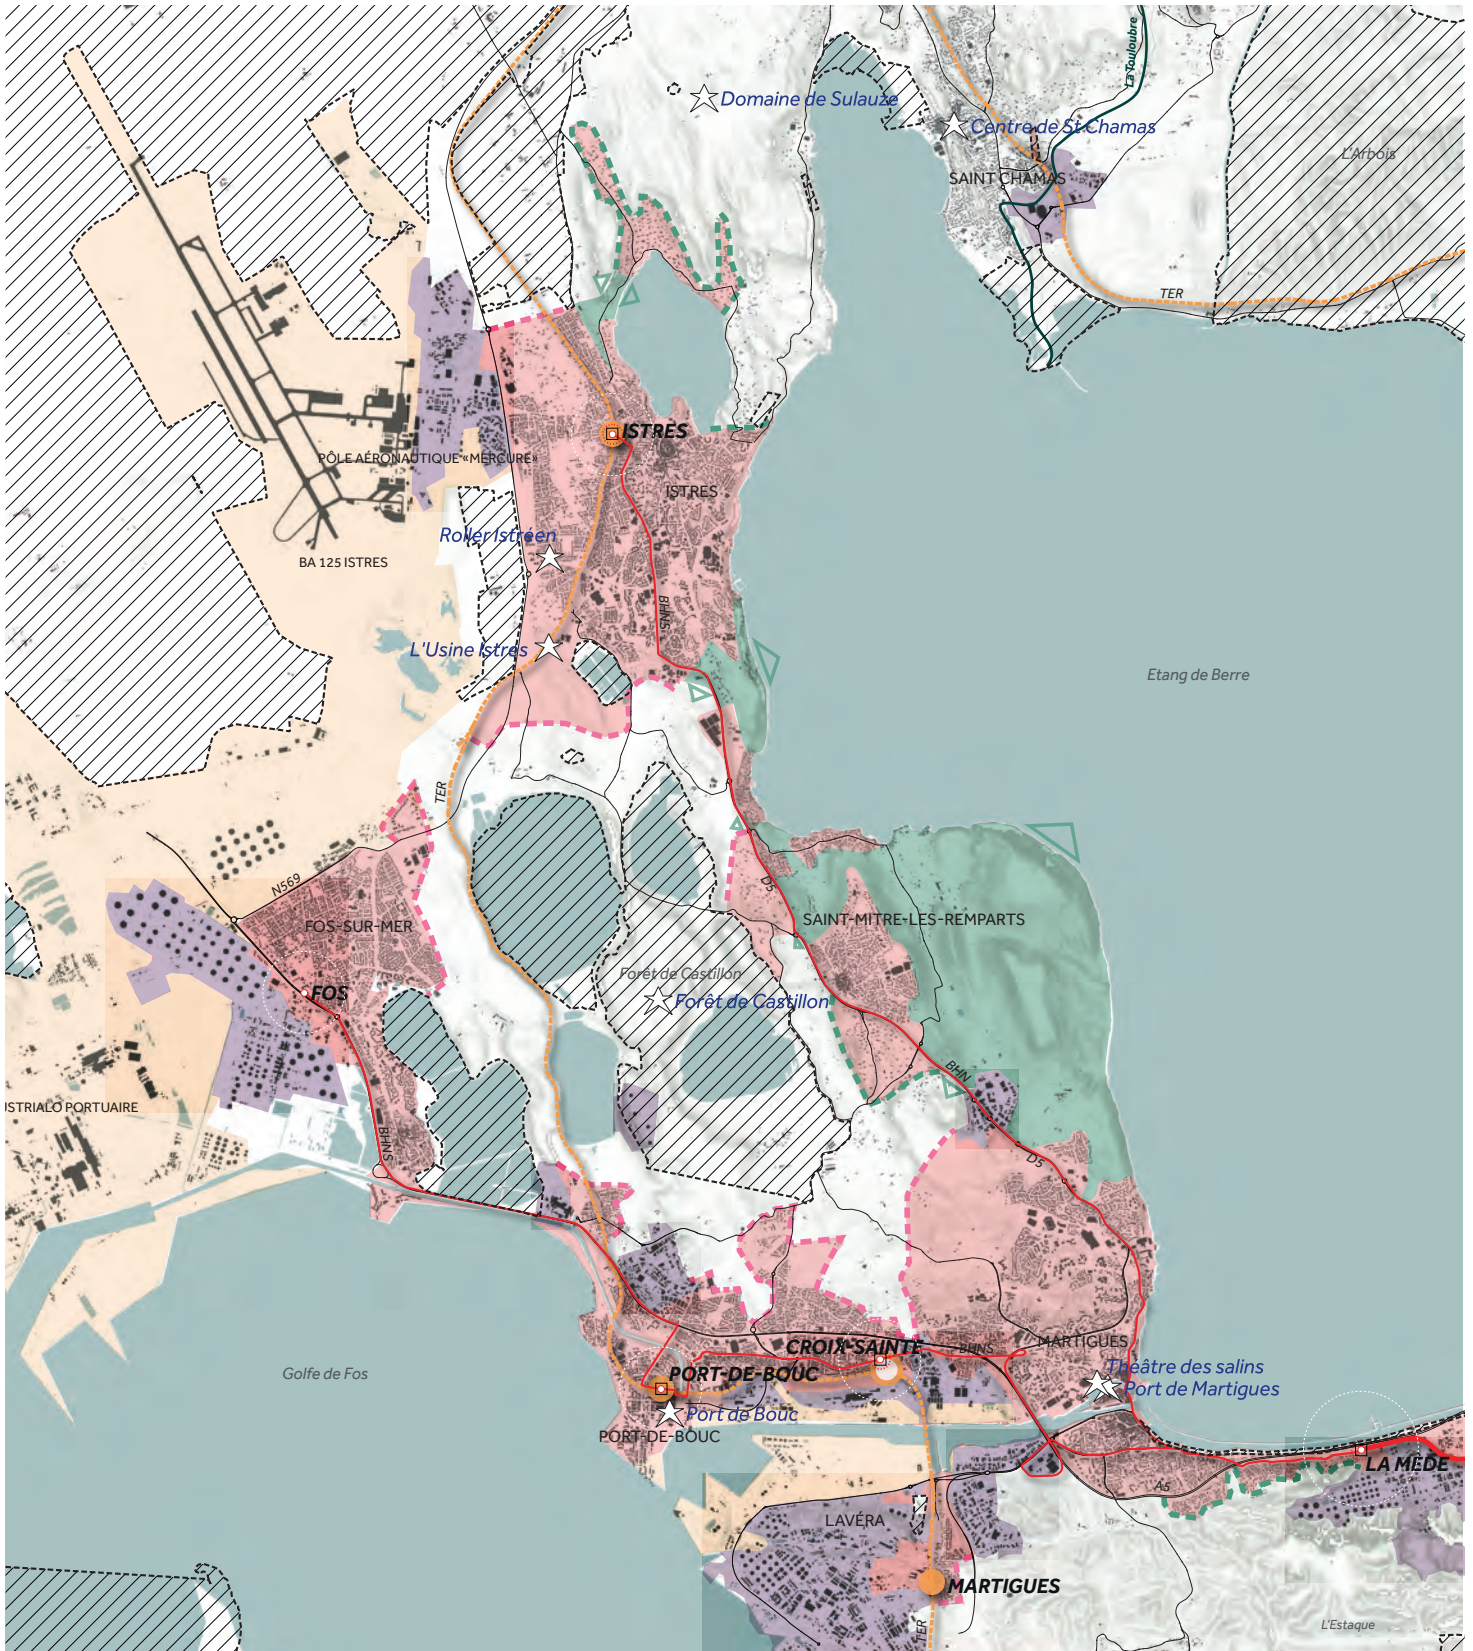 La Touloubre
Domaine de Sulauze
Centre de St Chamas
L'Arbois
SAINT CHAMAS
TER
ISTRES
PÔLE AÉRONAUTIQUE «MERCURE»
ISTRES
Roller Istréen
BA 125 ISTRES
BHNS
L'Usine Istres
Etang de Berre
TER
N569
D5
FOS-SUR-MER
SAINT-MITRE-LES-REMPARTS
Forêt de Castillon
FOS
Forêt de Castillon
BHN
USTRIALO PORTUAIRE
BHNS
D5
CROIX-SAINTE
BHNS
MARTIGUES
Golfe de Fos
PORT-DE-BOUC
Théâtre des salins
Port de Martigues
Port de Bouc
PORT-DE-BOUC
LA MEDE
A5
LAVÉRA
MARTIGUES
TER
L'Estaque